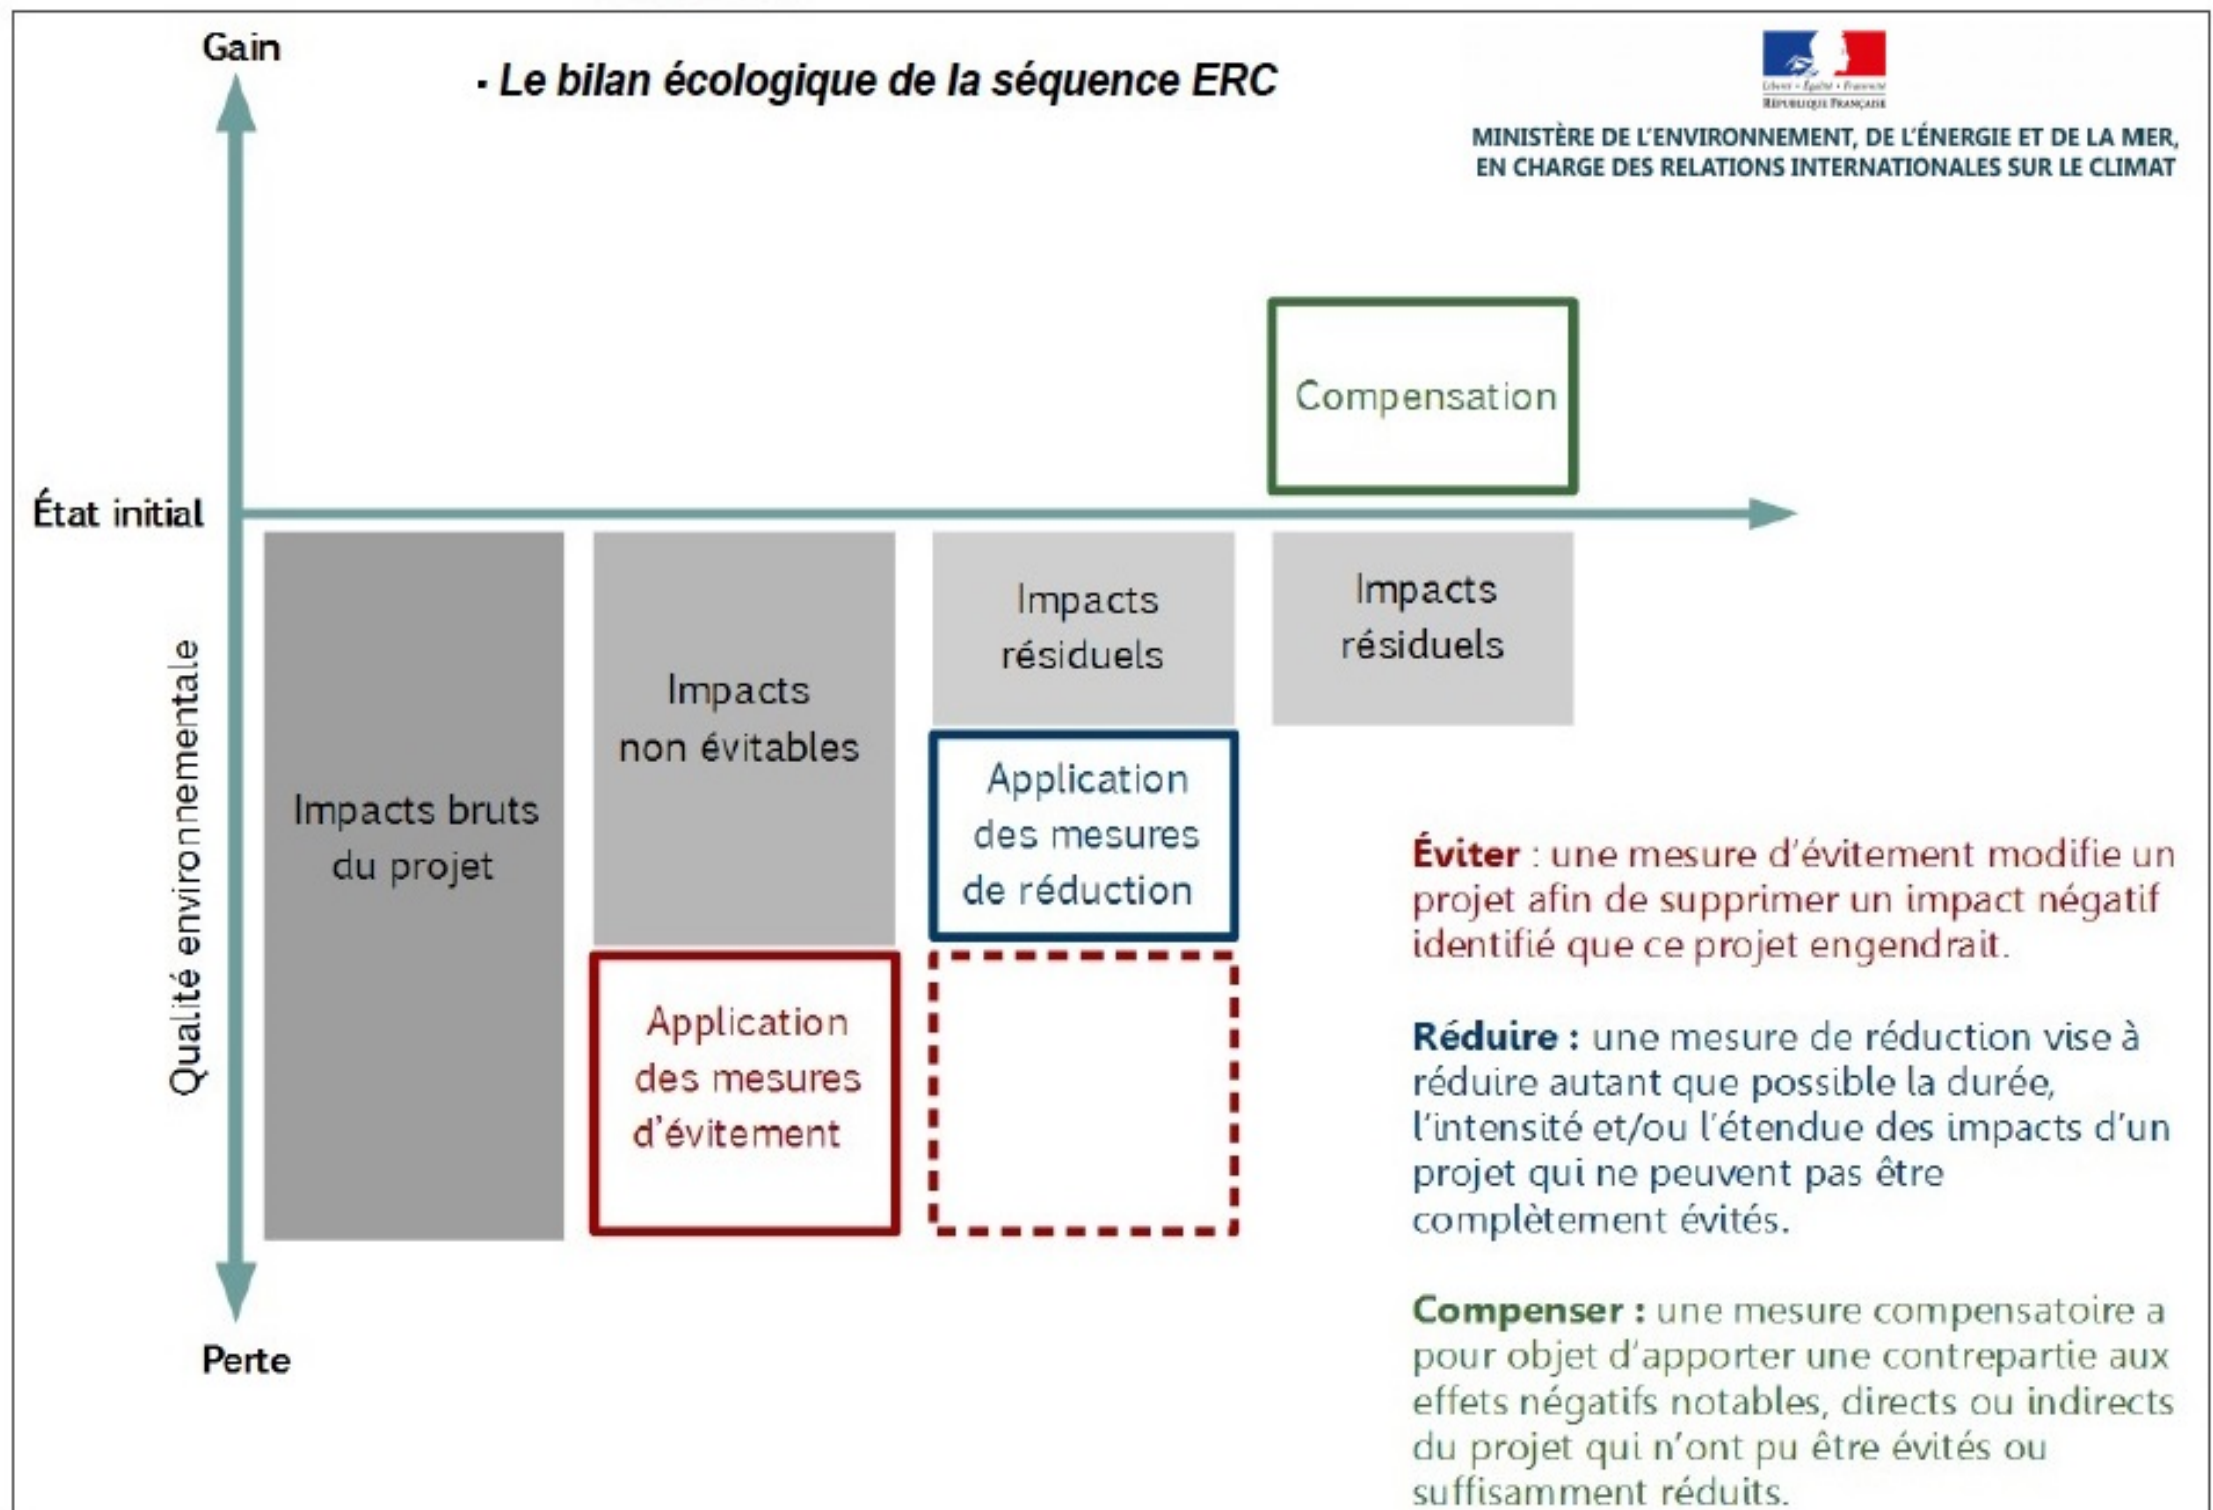 Gain
· Le bilan écologique de la séquence ERC
Liberté • Égalité • Fraternité
RÉPUBLIQUE FRANÇAISE
MINISTÈRE DE L'ENVIRONNEMENT, DE L'ÉNERGIE ET DE LA MER,
EN CHARGE DES RELATIONS INTERNATIONALES SUR LE CLIMAT
Compensation
État initial
Qualité environnementale
Impacts bruts
du projet
Impacts
non évitables
Application
des mesures
d'évitement
Impacts
résiduels
Application
des mesures
de réduction
Impacts
résiduels
Éviter : une mesure d'évitement modifie un
projet afin de supprimer un impact négatif
identifié que ce projet engendrait.
Réduire : une mesure de réduction vise à
réduire autant que possible la durée,
l'intensité et/ou l'étendue des impacts d'un
projet qui ne peuvent pas être
complètement évités.
Compenser : une mesure compensatoire a
pour objet d'apporter une contrepartie aux
effets négatifs notables, directs ou indirects
du projet qui n'ont pu être évités ou
suffisamment réduits.
Perte